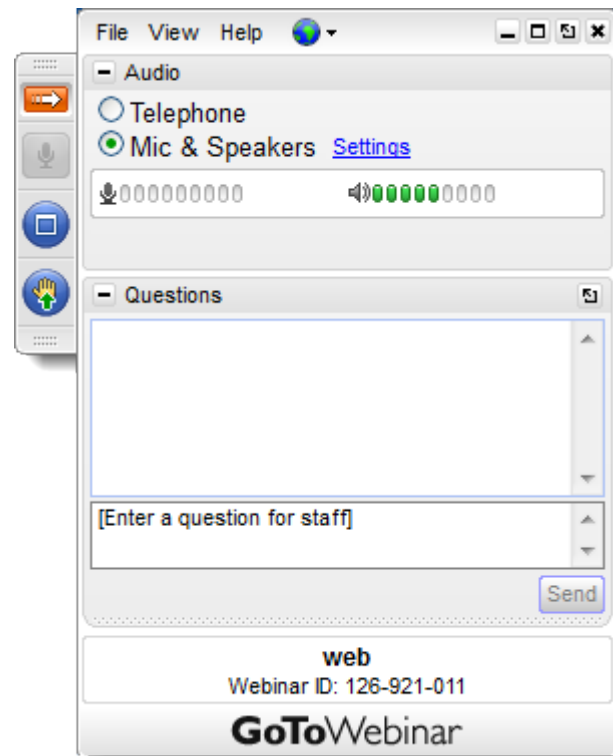 File View Help
Audio
Telephone
Mic & Speakers Settings
Questions
[Enter a question for staff]
Send
web
Webinar ID: 126-921-011
GoToWebinar